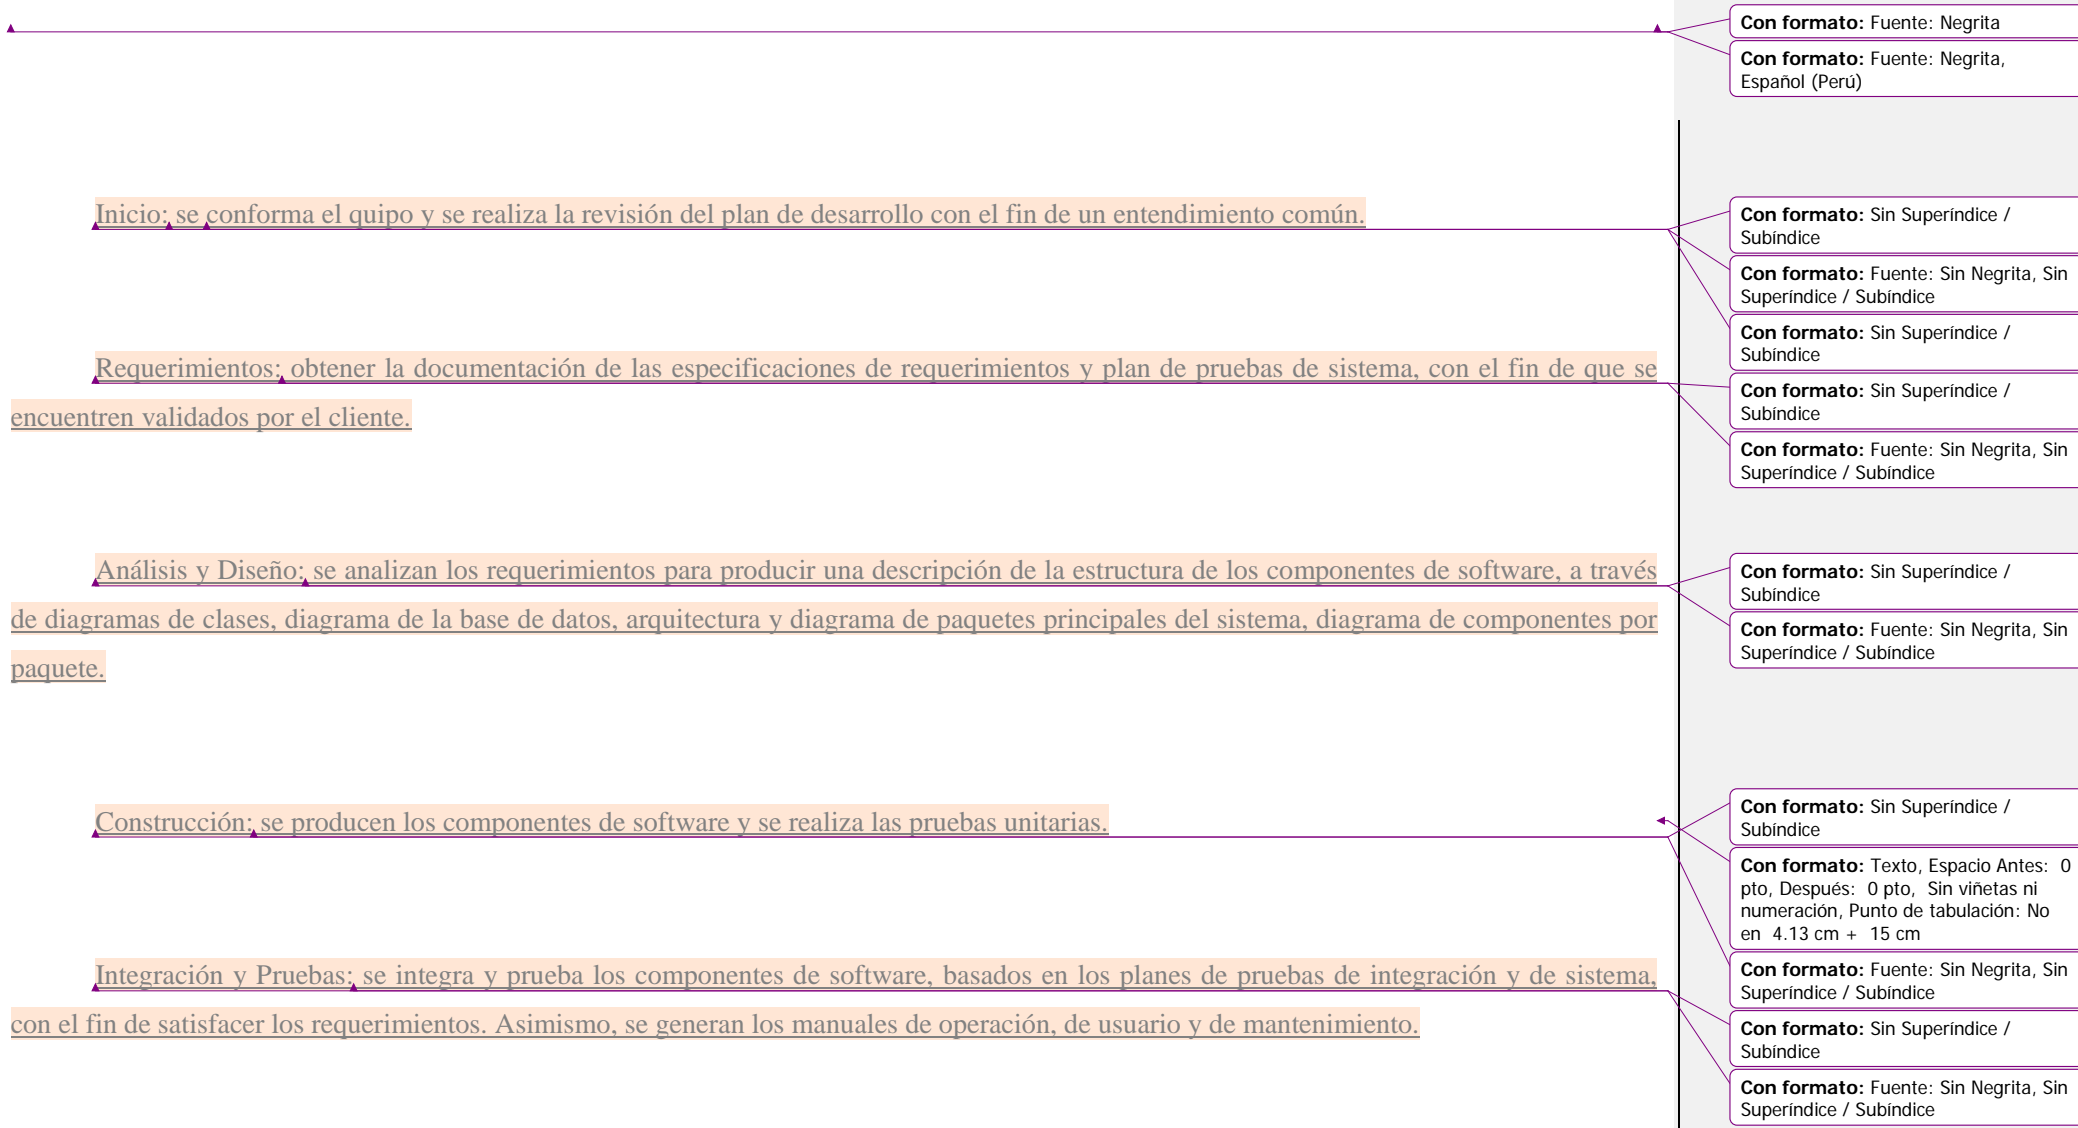 Con formato: Fuente: Negrita
Con formato: Fuente: Negrita,
Español (Perú)
Inicio: se conforma el quipo y se realiza la revisión del plan de desarrollo con el fin de un entendimiento común.
Con formato: Sin Superíndice /
Subíndice
Con formato: Fuente: Sin Negrita, Sin
Superíndice / Subíndice
Con formato: Sin Superíndice /
Subíndice
Requerimientos: obtener la documentación de las especificaciones de requerimientos y plan de pruebas de sistema, con el fin de que se
encuentren validados por el cliente.
Con formato: Sin Superíndice /
Subíndice
Con formato: Fuente: Sin Negrita, Sin
Superíndice / Subíndice
Análisis y Diseño: se analizan los requerimientos para producir una descripción de la estructura de los componentes de software, a través
de diagramas de clases, diagrama de la base de datos, arquitectura y diagrama de paquetes principales del sistema, diagrama de componentes por
paquete.
Con formato: Sin Superíndice /
Subíndice
Con formato: Fuente: Sin Negrita, Sin
Superíndice / Subíndice
Construcción: se producen los componentes de software y se realiza las pruebas unitarias.
Con formato: Sin Superíndice /
Subíndice
Con formato: Texto, Espacio Antes: 0
pto, Después: 0 pto, Sin viñetas ni
numeración, Punto de tabulación: No
en 4.13 cm + 15 cm
Con formato: Fuente: Sin Negrita, Sin
Superíndice / Subíndice
Integración y Pruebas: se integra y prueba los componentes de software, basados en los planes de pruebas de integración y de sistema,
con el fin de satisfacer los requerimientos. Asimismo, se generan los manuales de operación, de usuario y de mantenimiento.
Con formato: Sin Superíndice /
Subíndice
Con formato: Fuente: Sin Negrita, Sin
Superíndice / Subíndice